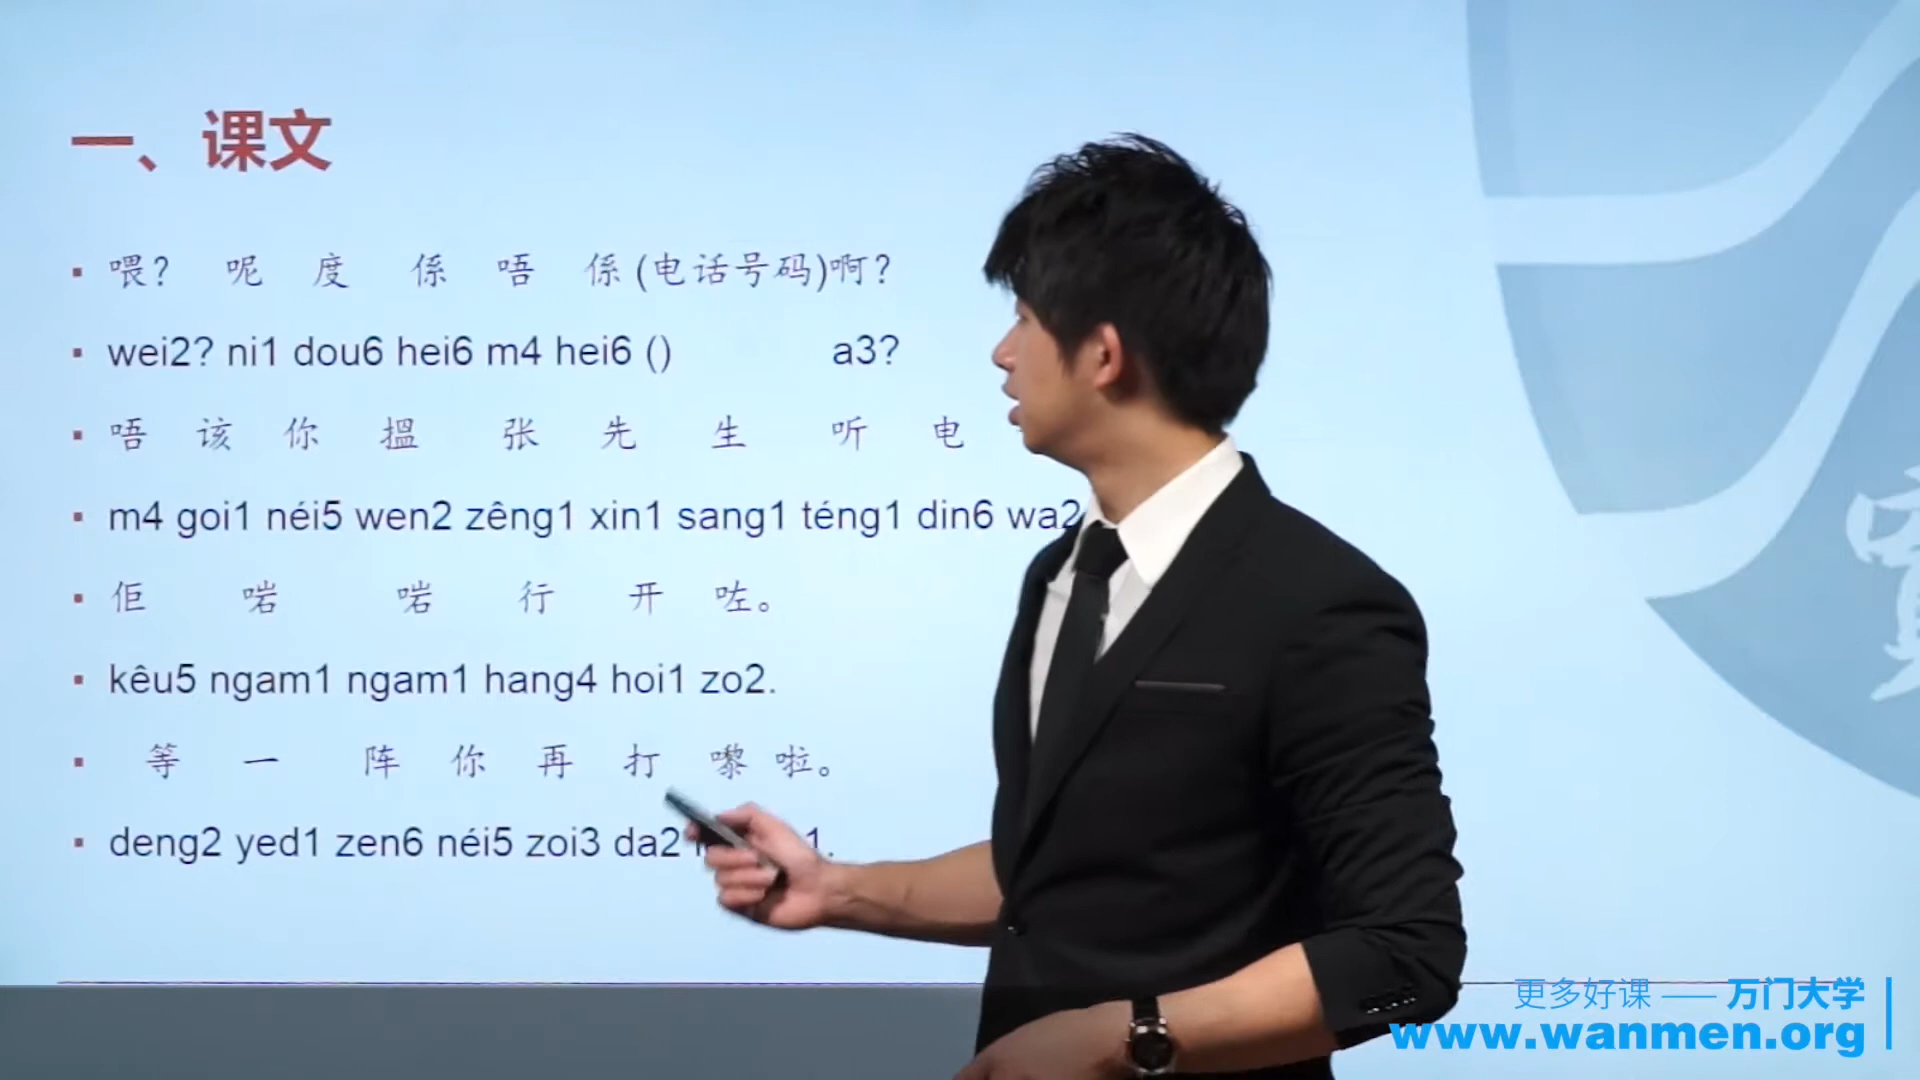 一、课文
喂？ 呢 度 係 唔 係 (电话号码)啊？
wei2? ni1 dou6 hei6 m4 hei6 () a3?
唔 该 你 搵 张 先 生 听 电
m4 goi1 néi5 wen2 zêng1 xin1 sang1 téng1 din6 wa2
佢 啱 啱 行 开 咗。
kêu5 ngam1 ngam1 hang4 hoi1 zo2.
等 一 阵 你 再 打 嚟 啦。
deng2 yed1 zen6 néi5 zoi3 da2 1.
更多好课 —— 万门大学
www.wanmen.org